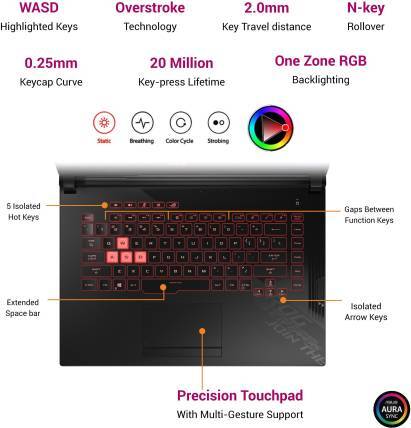 WASD
Highlighted Keys
Overstroke
Technology
2.0mm
Key Travel distance
N-key
Rollover
0.25mm
Keycap Curve
20 Million
Key-press Lifetime
One Zone RGB
Backlighting
Static
Breathing
Color Cycle
Strobing
5 Isolated
Hot Keys
Gaps Between
Function Keys
Extended
Space bar
Isolated
Arrow Keys
Precision Touchpad
With Multi-Gesture Support
AURA
SYNC